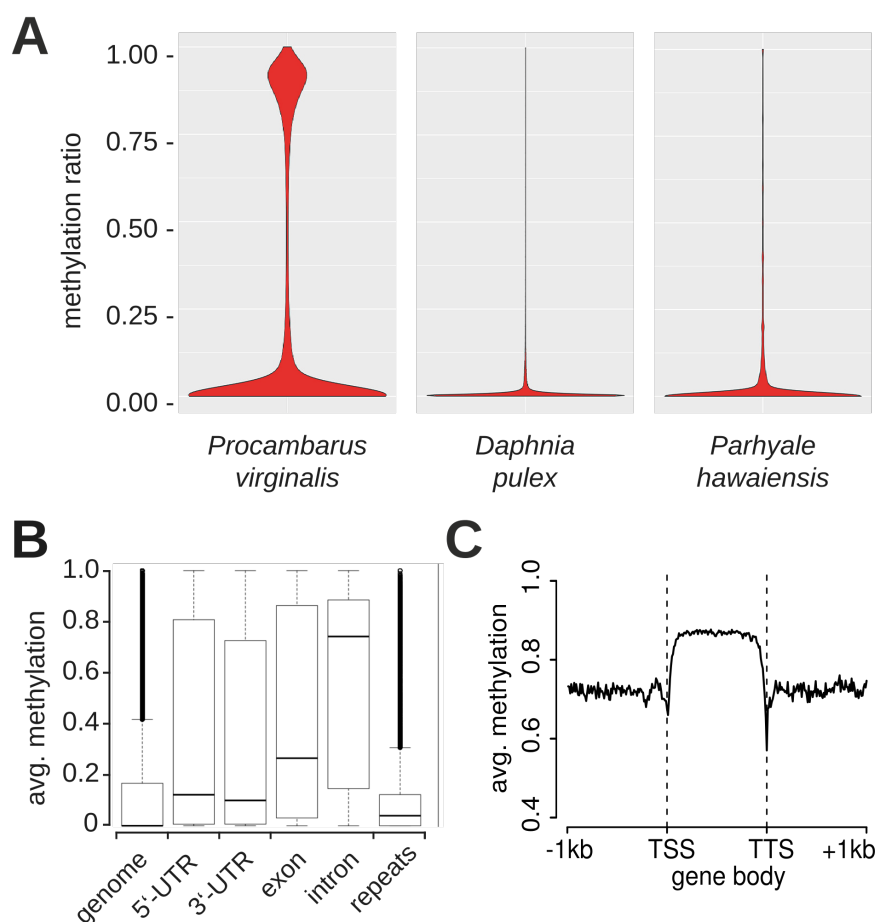 A
methylation ratio
1.00
0.75
0.50
0.25
0.00
Procambarus
virginalis
Daphnia
pulex
Parhyale
hawaiensis
B
avg. methylation
1.0
0.8
0.6
0.4
0.2
0
genome
5'-UTR
3‘-UTR
exon
intron
repeats
C
avg. methylation
1.0
0.8
0.6
0.4
-1kb
TSS
TTS
+1kb
gene body